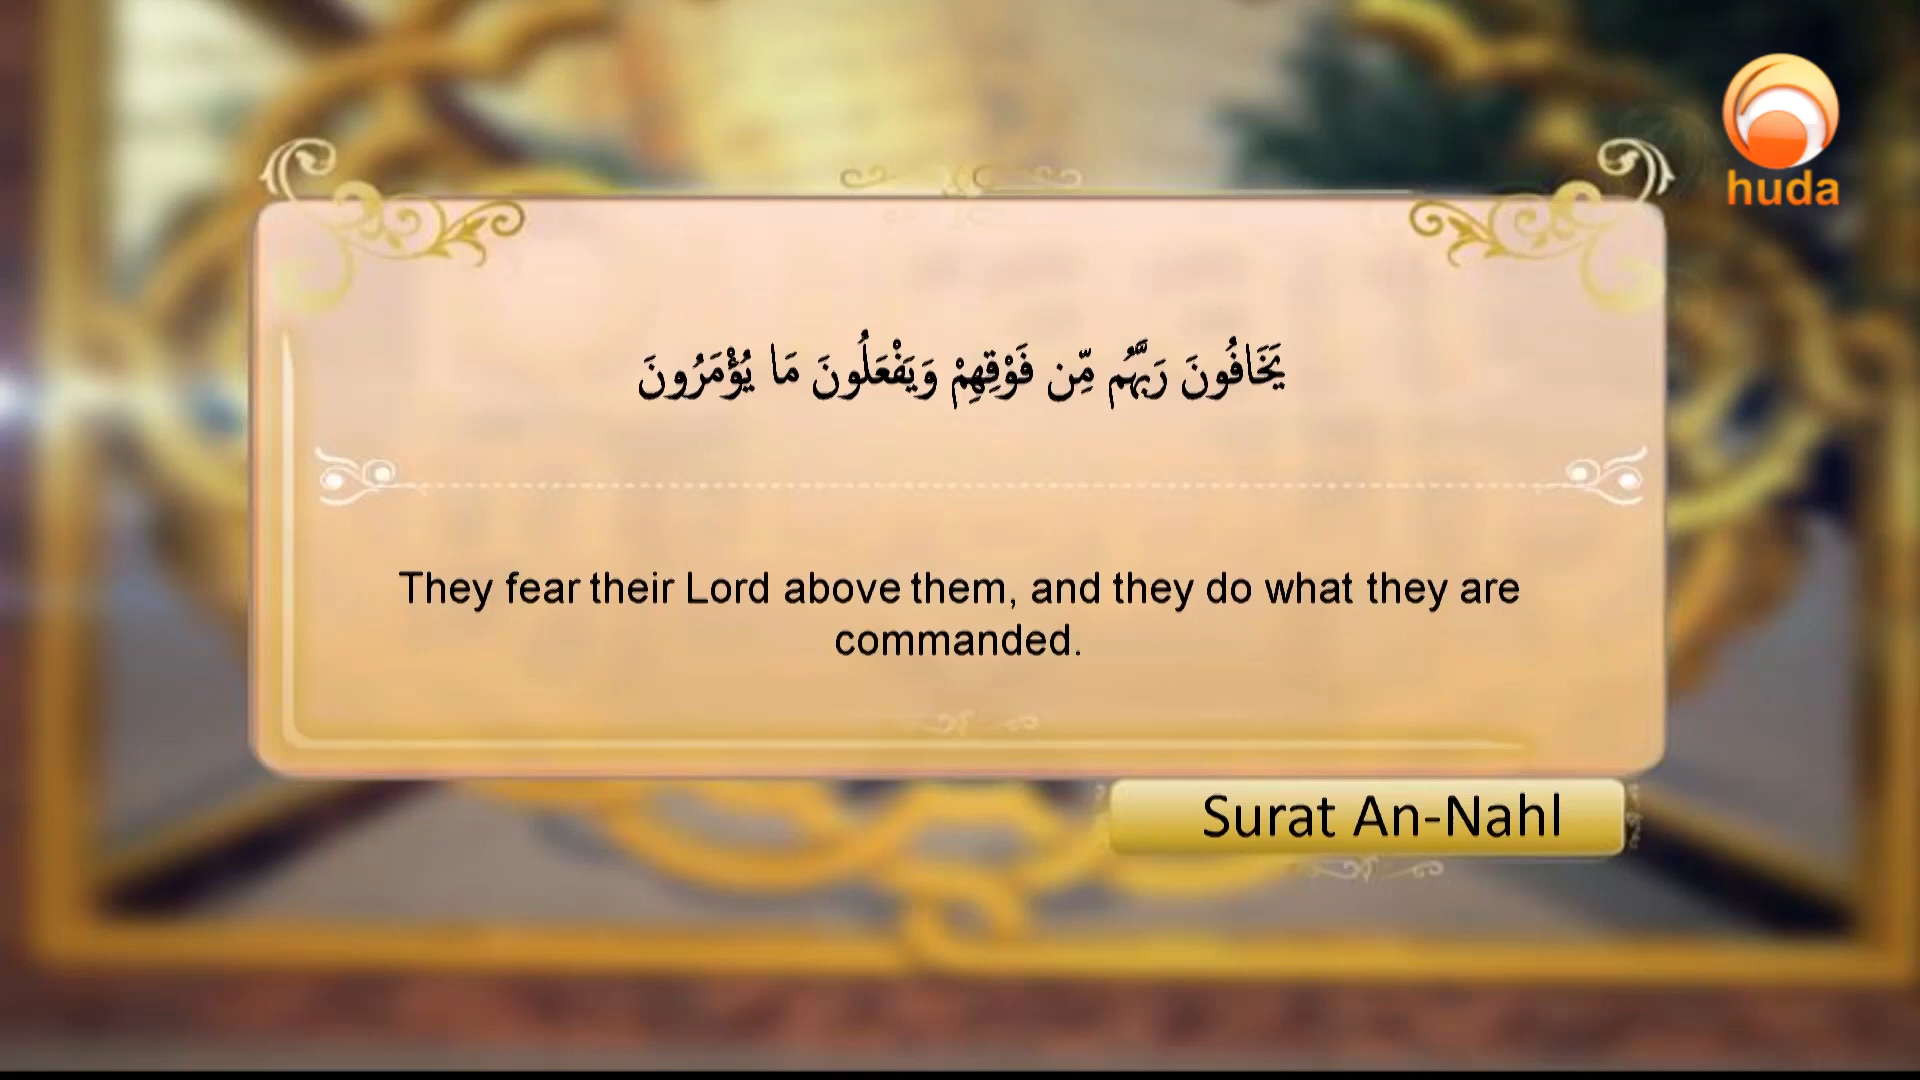 huda
يَخَافُونَ رَبَّهُم مِّن فَوْقِهِمْ وَيَفْعَلُونَ مَا يُؤْمَرُونَ
They fear their Lord above them, and they do what they are
commanded.
Surat An-Nahl